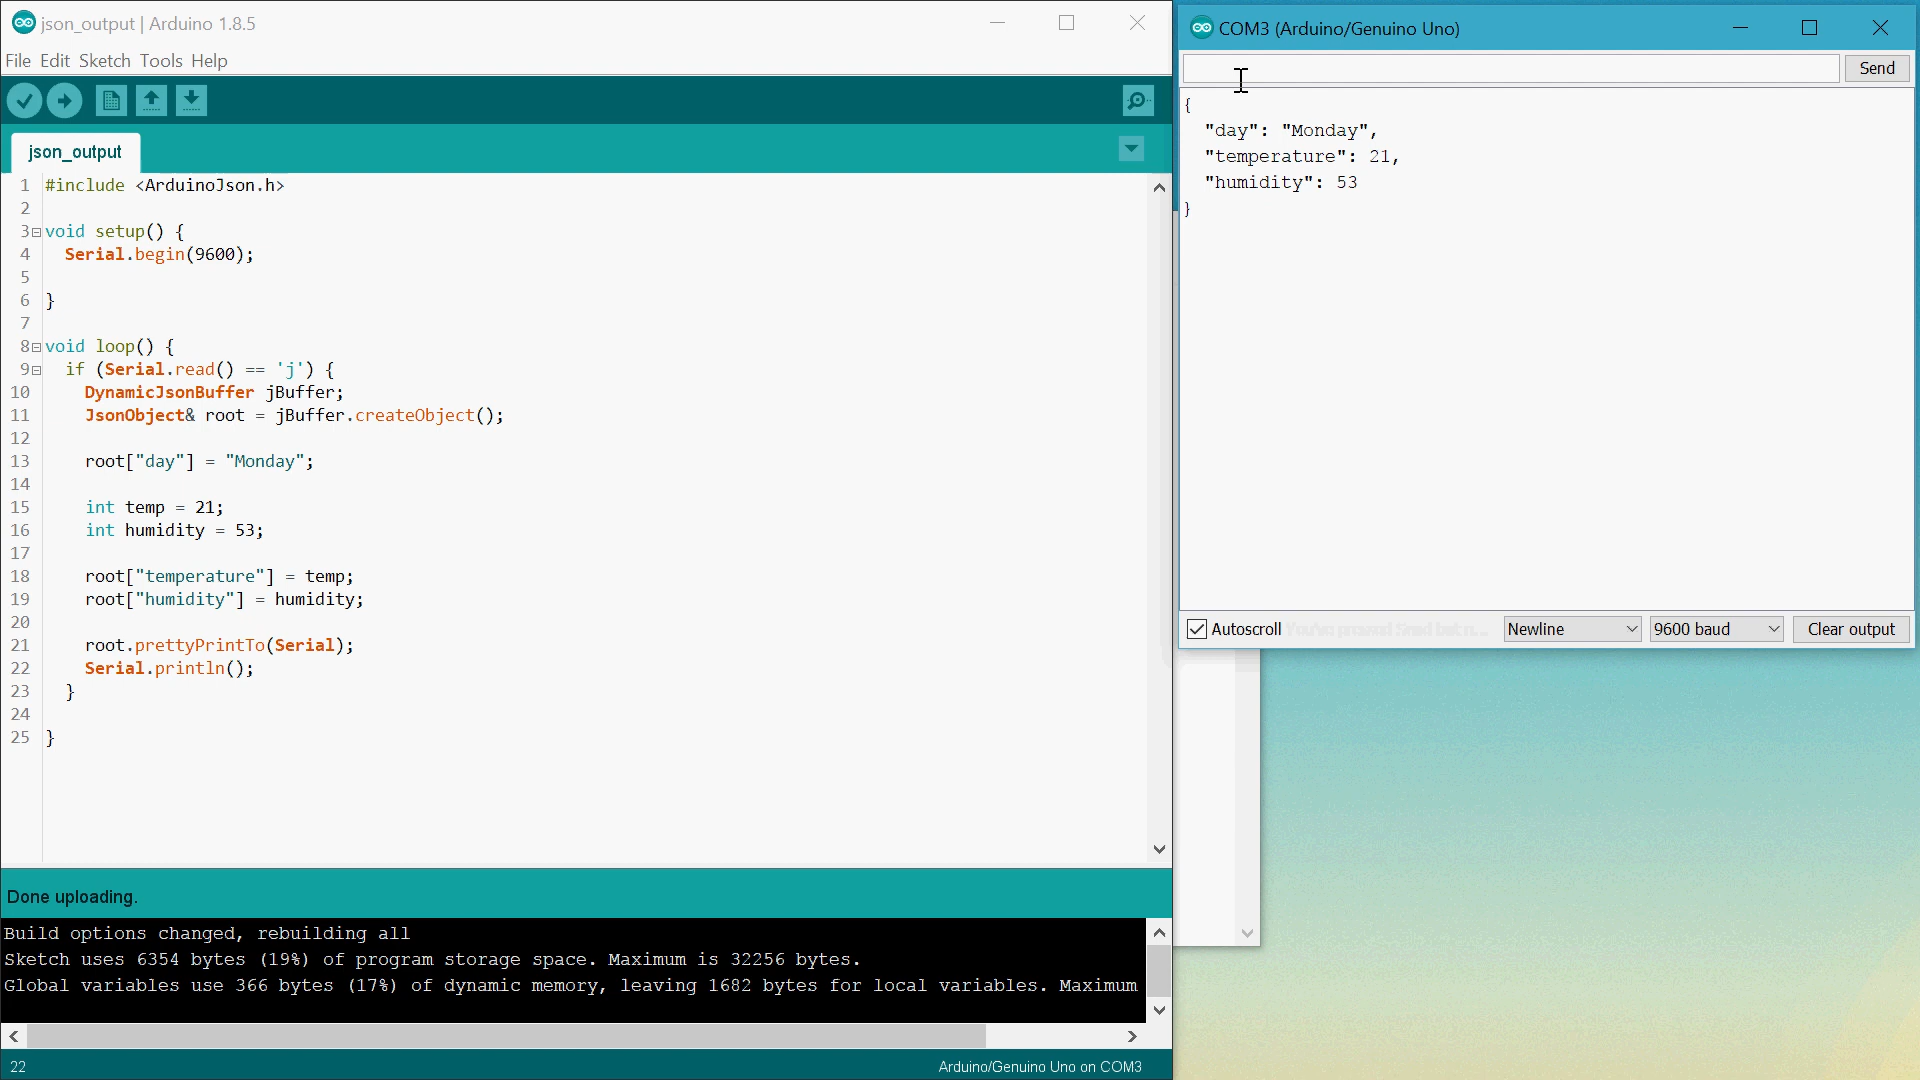 json_output | Arduino 1.8.5
File Edit Sketch Tools Help
json_output
1 #include <ArduinoJson.h>
2
3 void setup() {
4   Serial.begin(9600);
5
6 }
7
8 void loop() {
9   if (Serial.read() == 'j') {
10     DynamicJsonBuffer jBuffer;
11     JsonObject& root = jBuffer.createObject();
12
13     root["day"] = "Monday";
14
15     int temp = 21;
16     int humidity = 53;
17
18     root["temperature"] = temp;
19     root["humidity"] = humidity;
20
21     root.prettyPrintTo(Serial);
22     Serial.println();
23   }
24
25 }
Done uploading.
Build options changed, rebuilding all
Sketch uses 6354 bytes (19%) of program storage space. Maximum is 32256 bytes.
Global variables use 366 bytes (17%) of dynamic memory, leaving 1682 bytes for local variables. Maximum
22
Arduino/Genuino Uno on COM3
COM3 (Arduino/Genuino Uno)
Send
{
  "day": "Monday",
  "temperature": 21,
  "humidity": 53
}
Autoscroll
Newline
9600 baud
Clear output